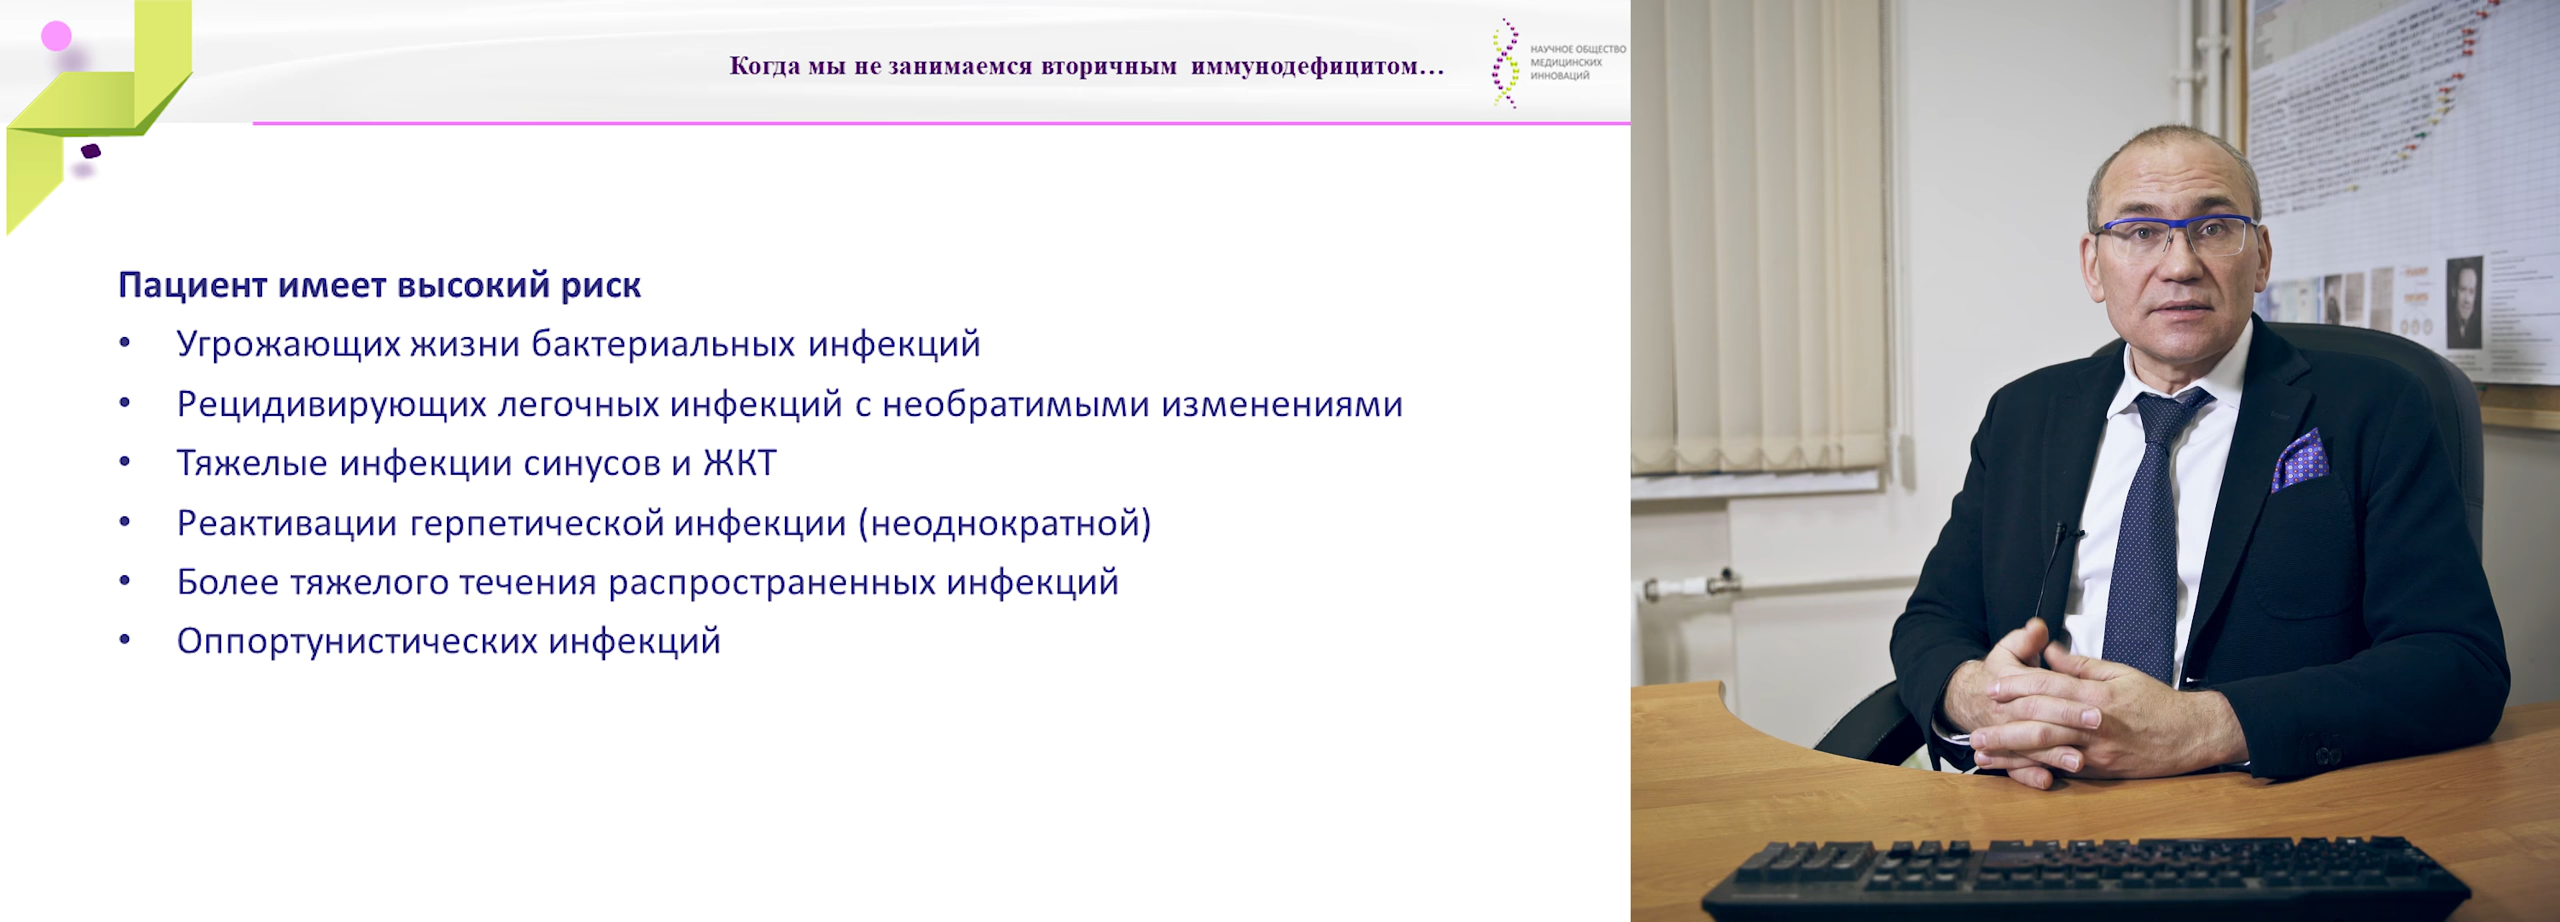 Когда мы не занимаемся вторичным иммунодефицитом...
НАУЧНОЕ ОБЩЕСТВО
МЕДИЦИНСКИХ
ИННОВАЦИЙ
Пациент имеет высокий риск
• Угрожающих жизни бактериальных инфекций
• Рецидивирующих легочных инфекций с необратимыми изменениями
• Тяжелые инфекции синусов и ЖКТ
• Реактивации герпетической инфекции (неоднократной)
• Более тяжелого течения распространенных инфекций
• Оппортунистических инфекций